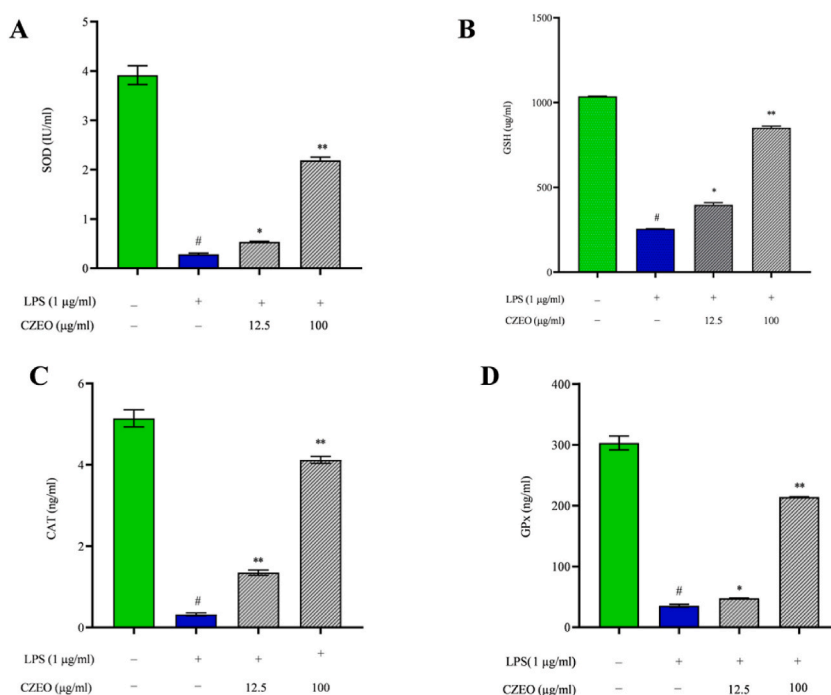 A
SOD (IU/ml)
5
4
3
2
1
0
#
*
**
LPS (1 μg/ml) – + + +
CZEO (μg/ml) – – 12.5 100
B
GSH (ug/ml)
1500
1000
500
0
#
*
**
LPS (1 μg/ml) – + + +
CZEO (μg/ml) – – 12.5 100
C
CAT (ng/ml)
6
4
2
0
#
**
**
LPS (1 μg/ml) – + + +
CZEO (μg/ml) – – 12.5 100
D
GPx (ng/ml)
400
300
200
100
0
#
*
**
LPS( 1 μg/ml) – + + +
CZEO (μg/ml) – – 12.5 100